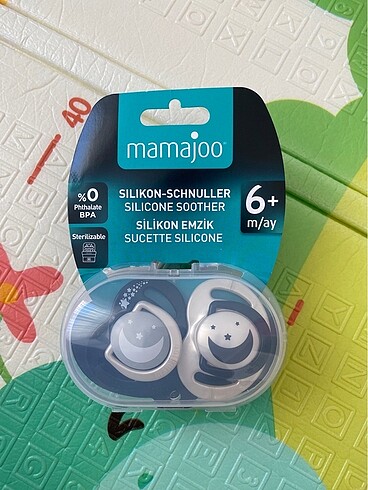 40
mamajoo
%0
Phthalate
BPA
Sterilizable
SILIKON-SCHNULLER
SILICONE SOOTHER
SİLİKON EMZİK
SUCETTE SILICONE
6+
m/ay